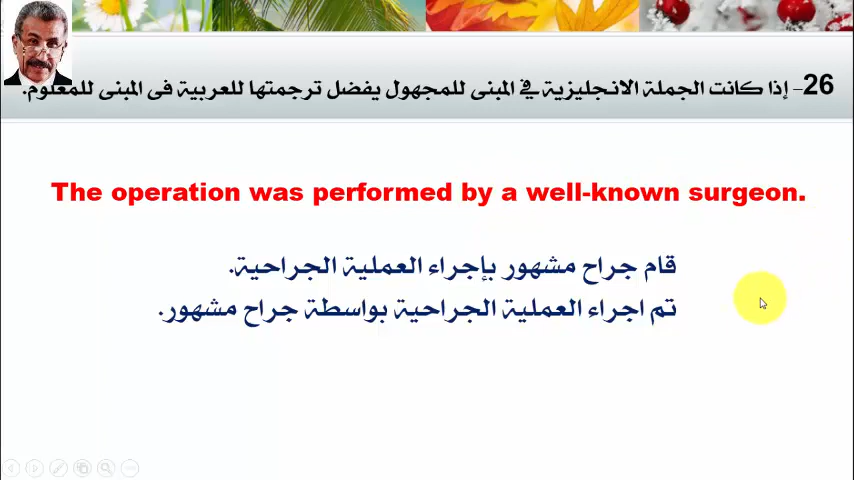 26- إذا كانت الجملة الانجليزية في المبنى للمجهول يفضل ترجمتها للعربية فى المبنى للمعلوم.
The operation was performed by a well-known surgeon.
قام جراح مشهور بإجراء العملية الجراحية.
تم اجراء العملية الجراحية بواسطة جراح مشهور.